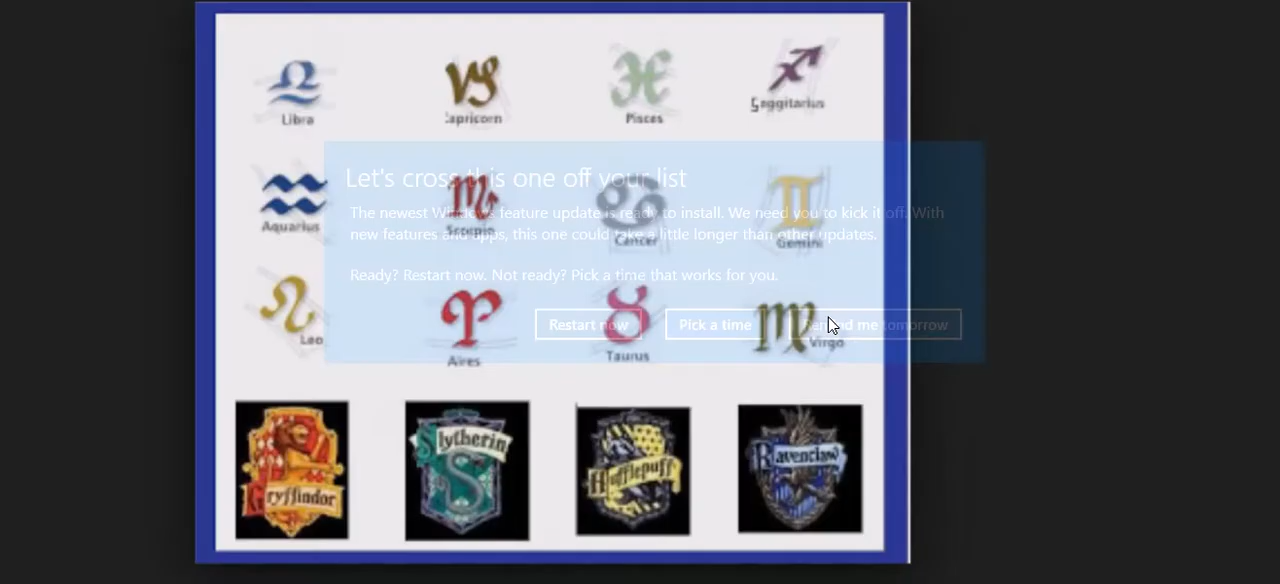 Libra
Capricorn
Pisces
Saggitarius
Let's cross this one off your list
Aquarius
Scorpio
Cancer
Gemini
The newest Windows feature update is ready to install. We need you to kick it off. With
new features and apps, this one could take a little longer than other updates.
Ready? Restart now. Not ready? Pick a time that works for you.
Restart now
Pick a time
Remind me tomorrow
Leo
Aires
Taurus
Virgo
Gryffindor
Slytherin
Hufflepuff
Ravenclaw